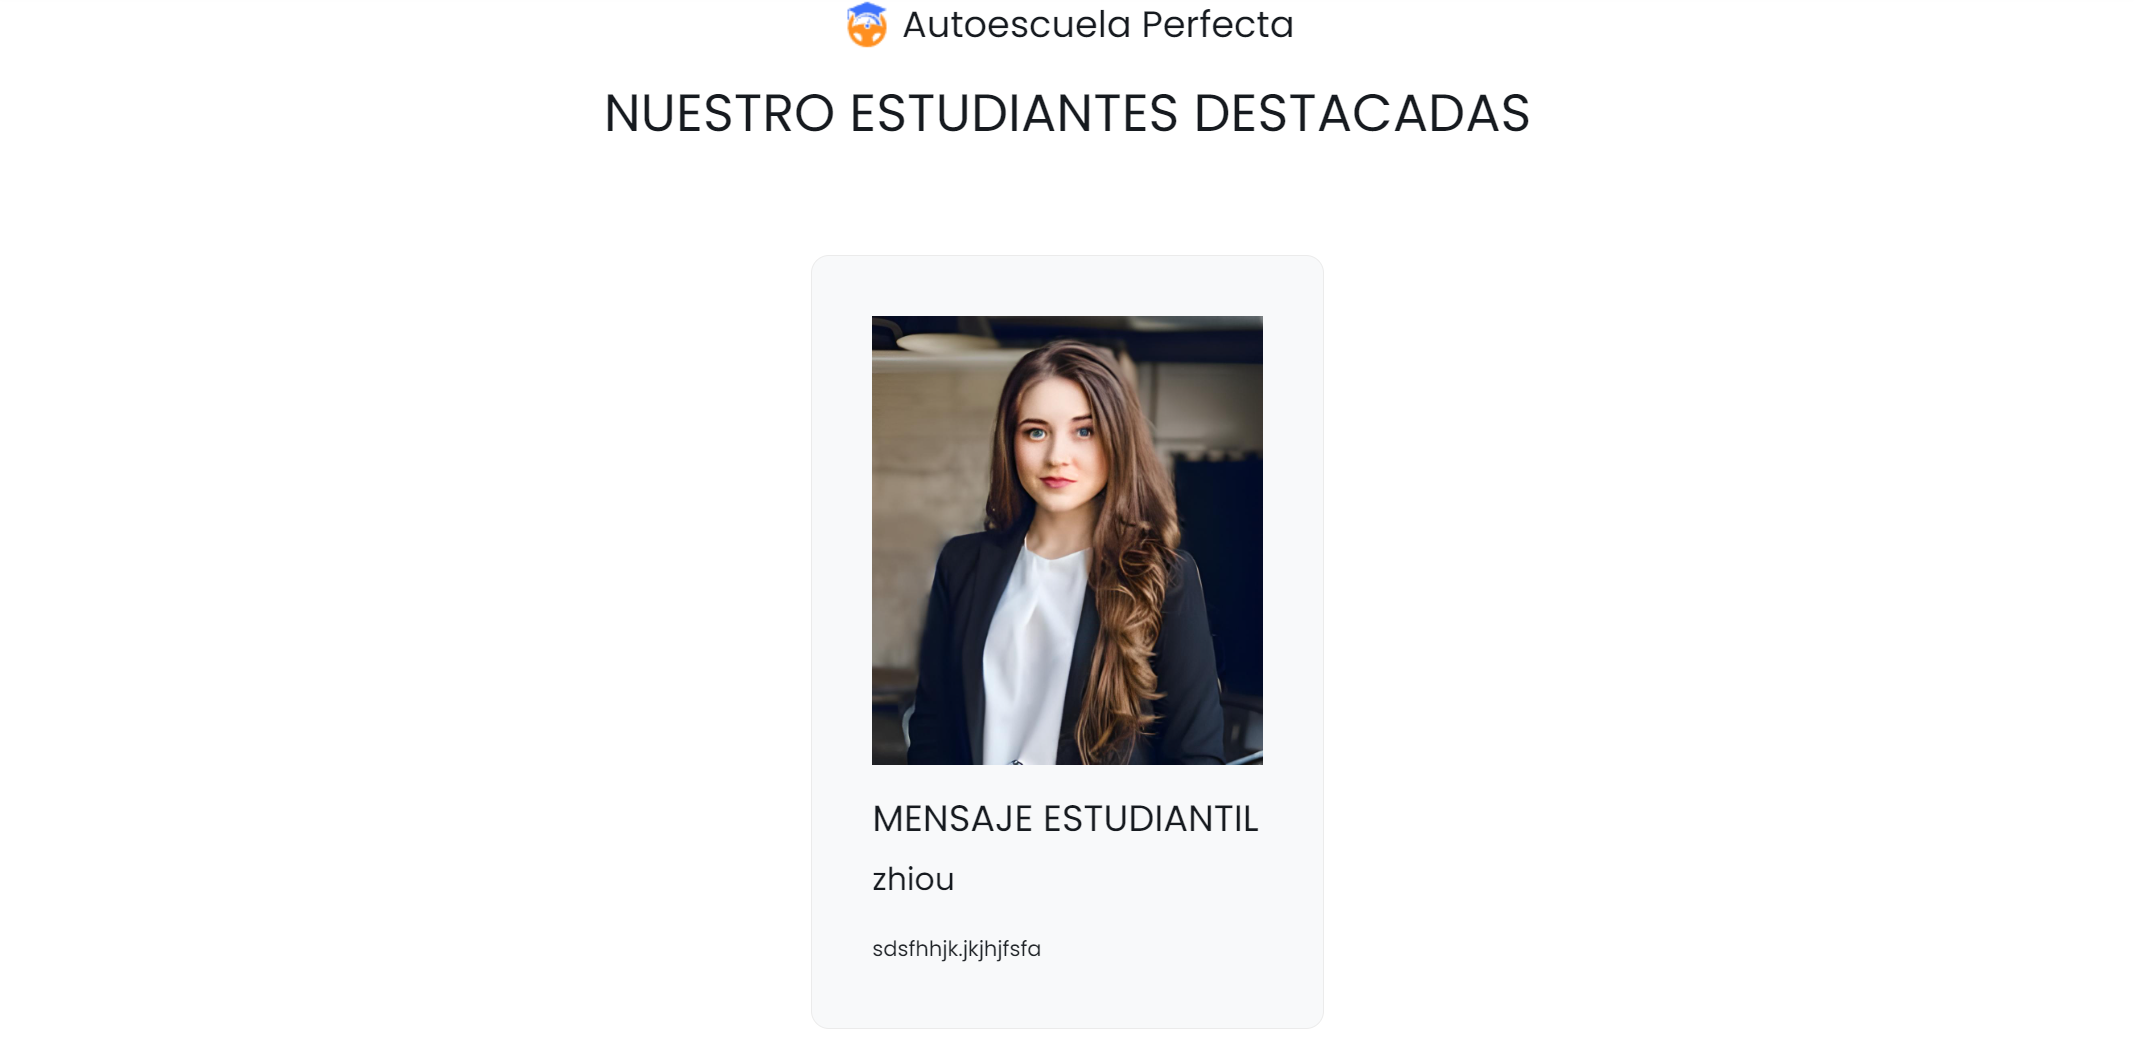 Autoescuela Perfecta
NUESTRO ESTUDIANTES DESTACADAS
MENSAJE ESTUDIANTIL
zhiou
sdsfhhjk.jkjhjfsfa